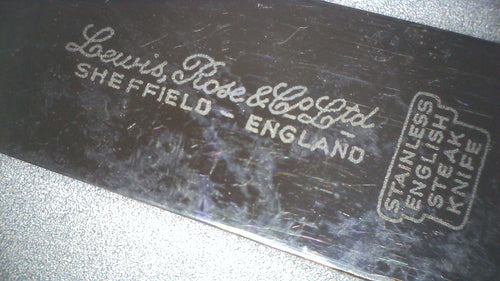 Lewis, Rose & Co Ltd
SHEFFIELD - ENGLAND
STAINLESS
ENGLISH
STEAK
KNIFE